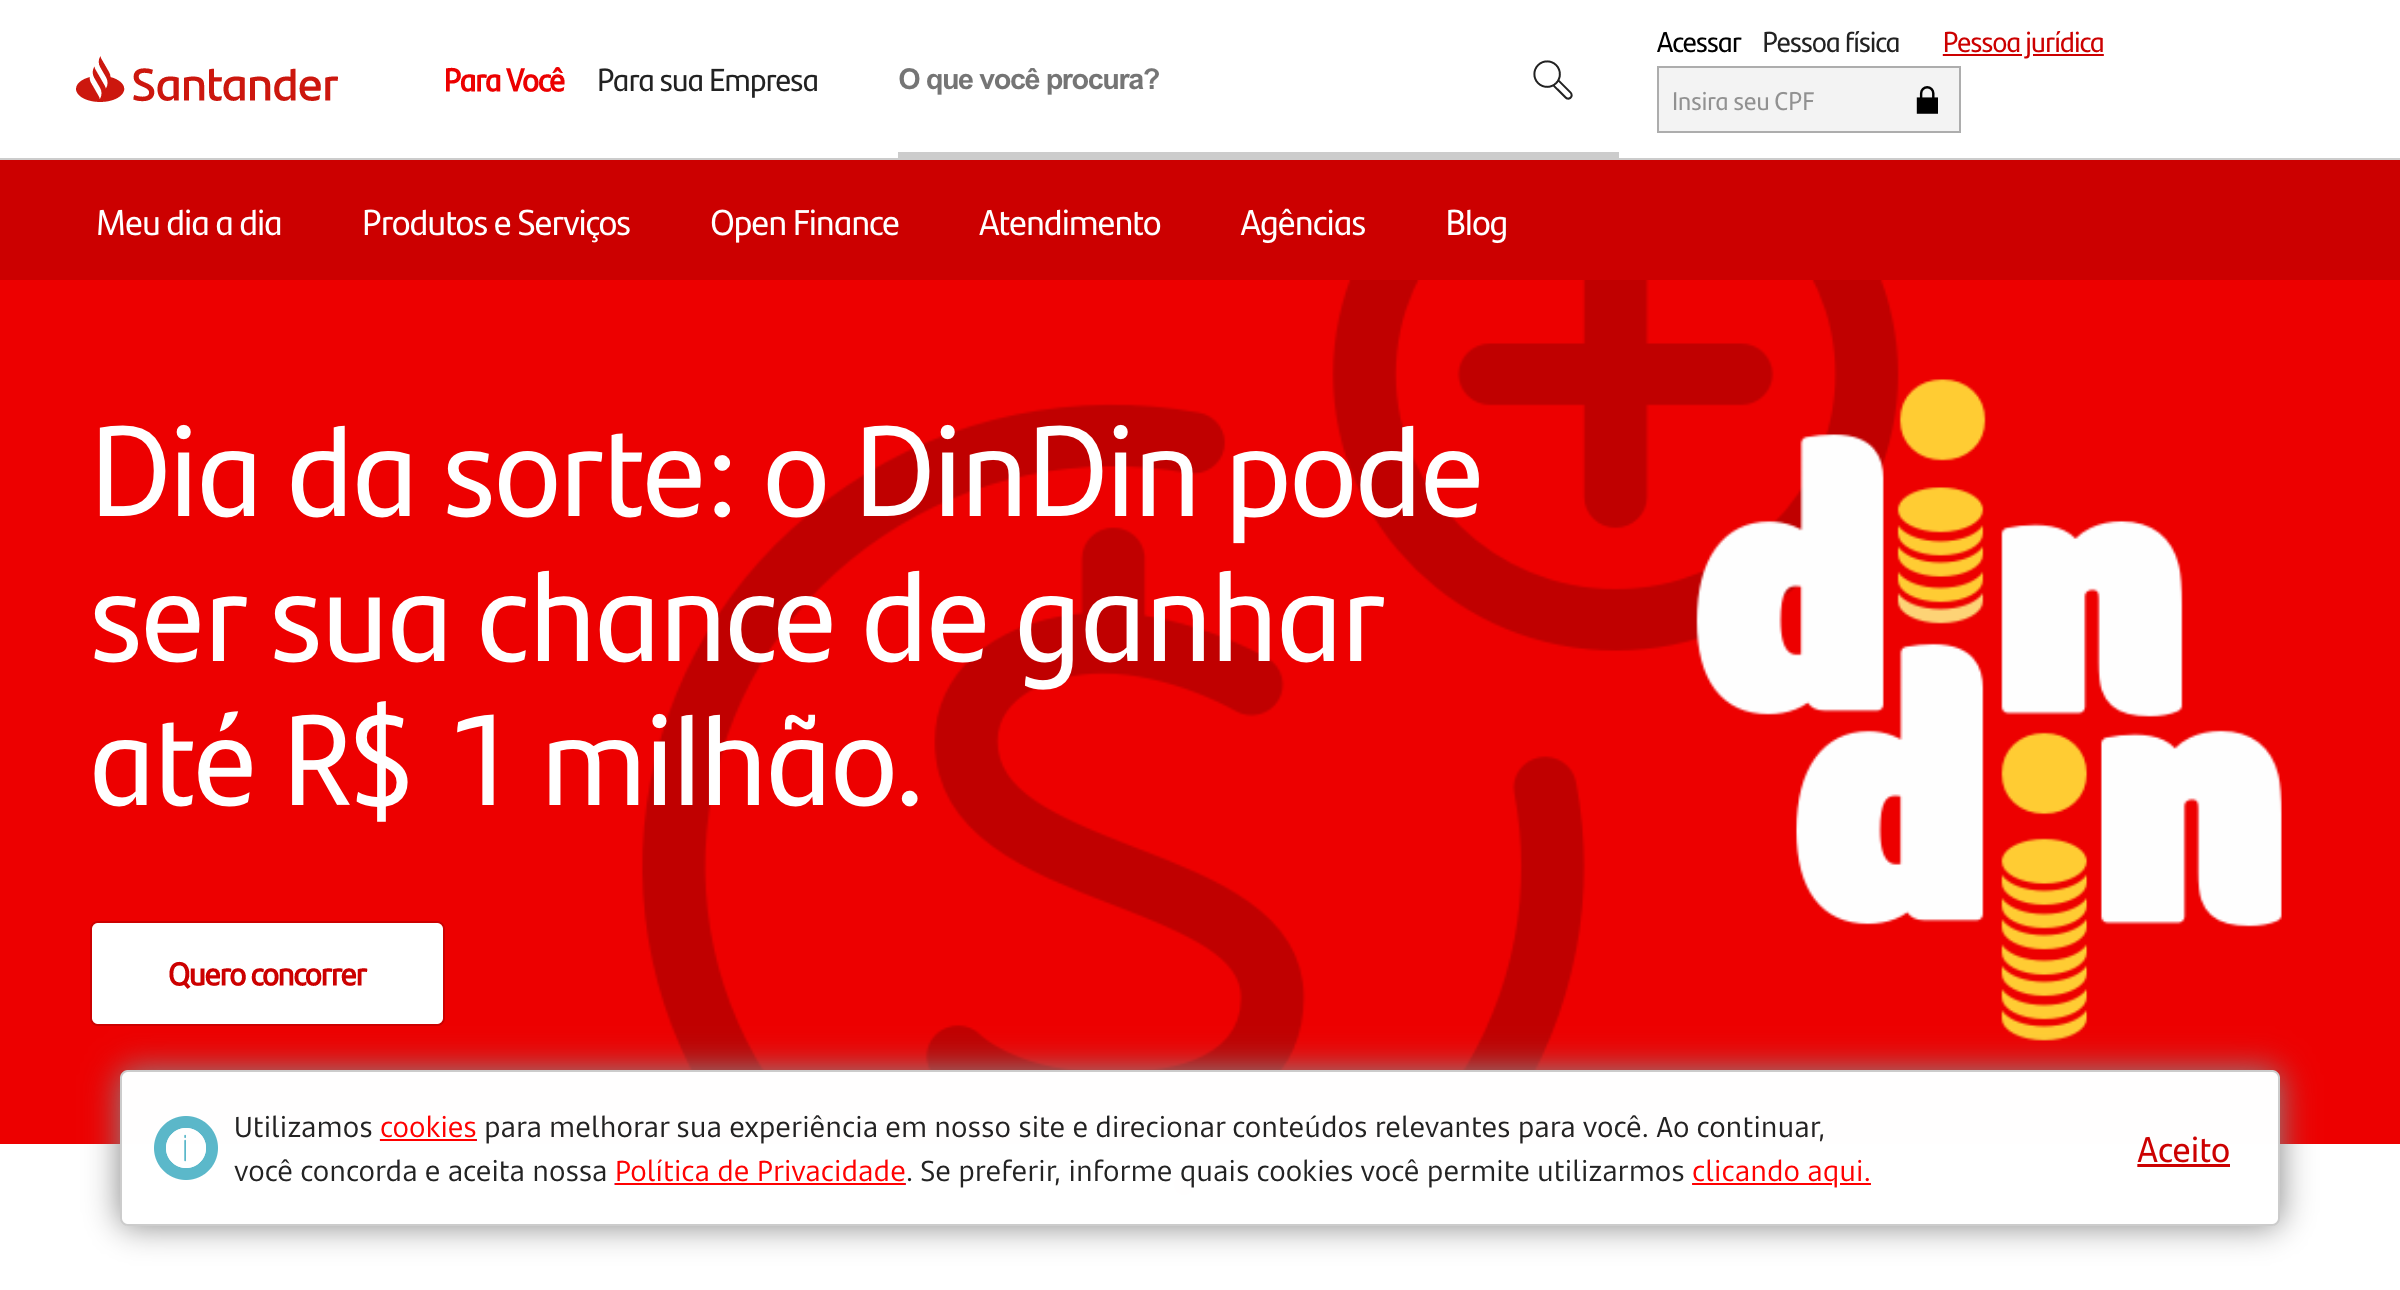 Santander
Para Você
Para sua Empresa
O que você procura?
Acessar
Pessoa física
Pessoa jurídica
Insira seu CPF
Meu dia a dia
Produtos e Serviços
Open Finance
Atendimento
Agências
Blog
Dia da sorte: o DinDin pode
ser sua chance de ganhar
até R$ 1 milhão.
din
din
Quero concorrer
Utilizamos cookies para melhorar sua experiência em nosso site e direcionar conteúdos relevantes para você. Ao continuar,
você concorda e aceita nossa Política de Privacidade. Se preferir, informe quais cookies você permite utilizarmos clicando aqui.
Aceito